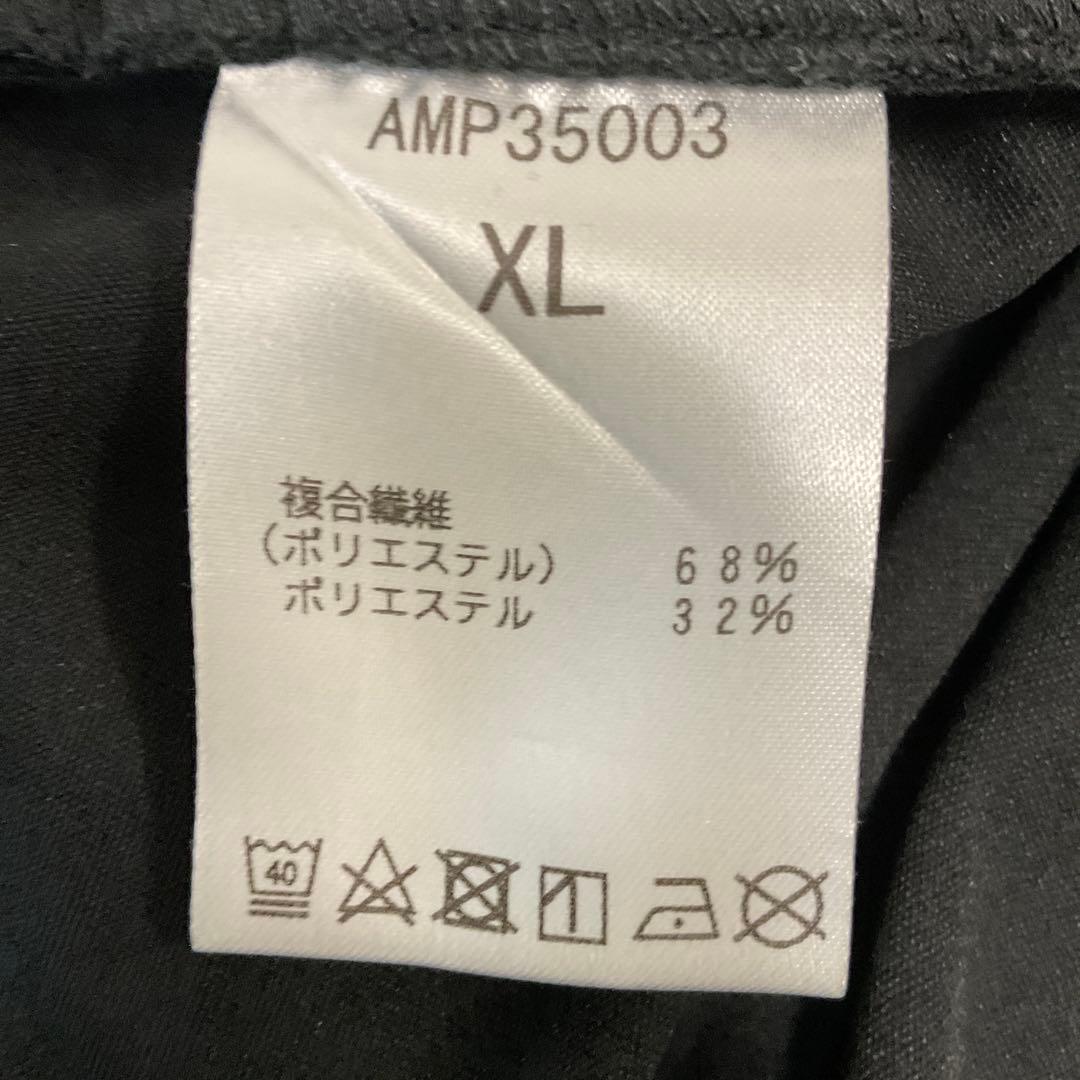 AMP35003
XL
複合繊維
(ポリエステル) 68%
ポリエステル 32%
40